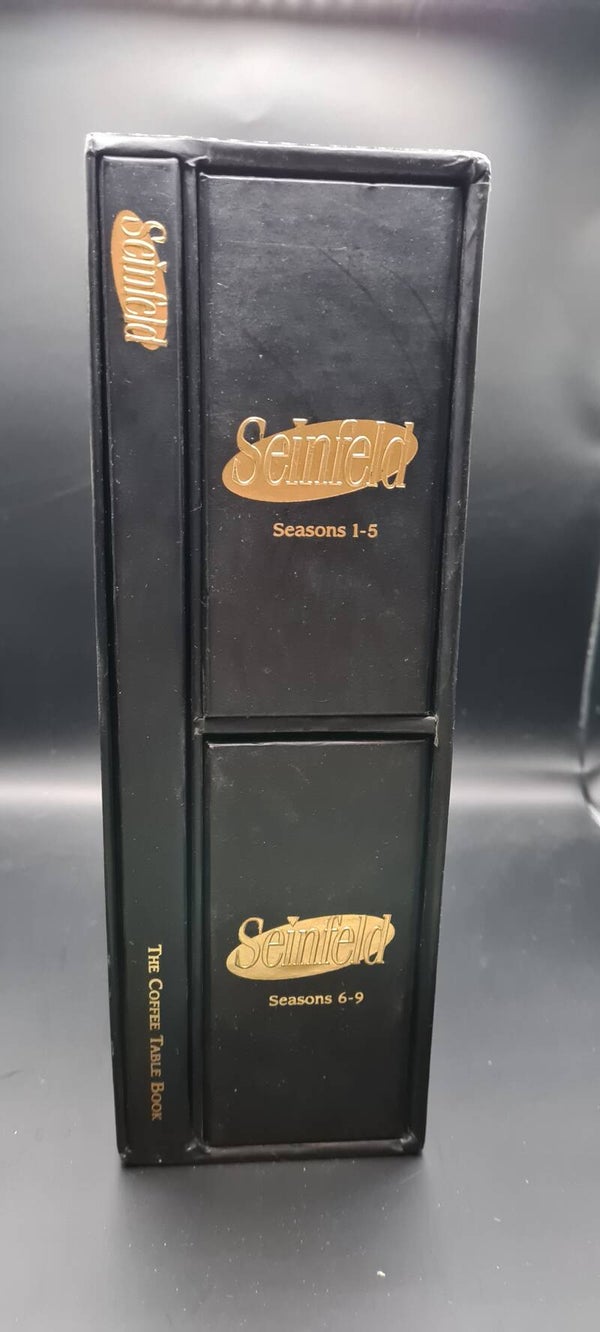 Seinfeld
THE COFFEE TABLE BOOK
Seinfeld
Seasons 1-5
Seinfeld
Seasons 6-9